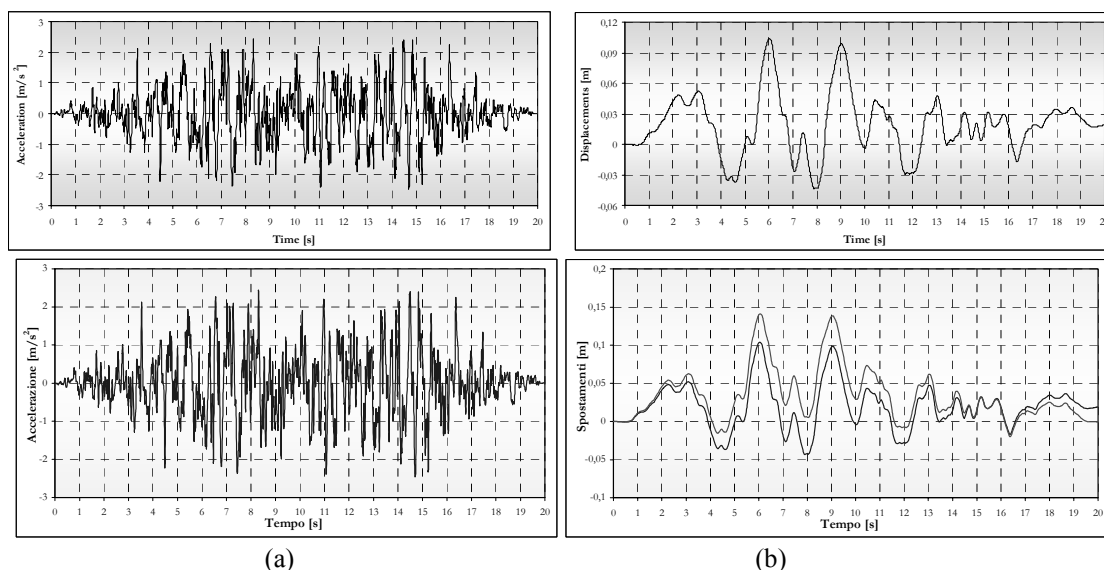 3
2
1
0
-1
-2
-3
Acceleration [m/s²]
0 1 2 3 4 5 6 7 8 9 10 11 12 13 14 15 16 17 18 19 20
Time [s]
0,12
0,09
0,06
0,03
0
-0,03
-0,06
Displacements [m]
0 1 2 3 4 5 6 7 8 9 10 11 12 13 14 15 16 17 18 19 20
Time [s]
3
2
1
0
-1
-2
-3
Accelerazione [m/s²]
0 1 2 3 4 5 6 7 8 9 10 11 12 13 14 15 16 17 18 19 20
Tempo [s]
0,2
0,15
0,1
0,05
0
-0,05
-0,1
Spostamenti [m]
0 1 2 3 4 5 6 7 8 9 10 11 12 13 14 15 16 17 18 19 20
Tempo [s]
(a)
(b)